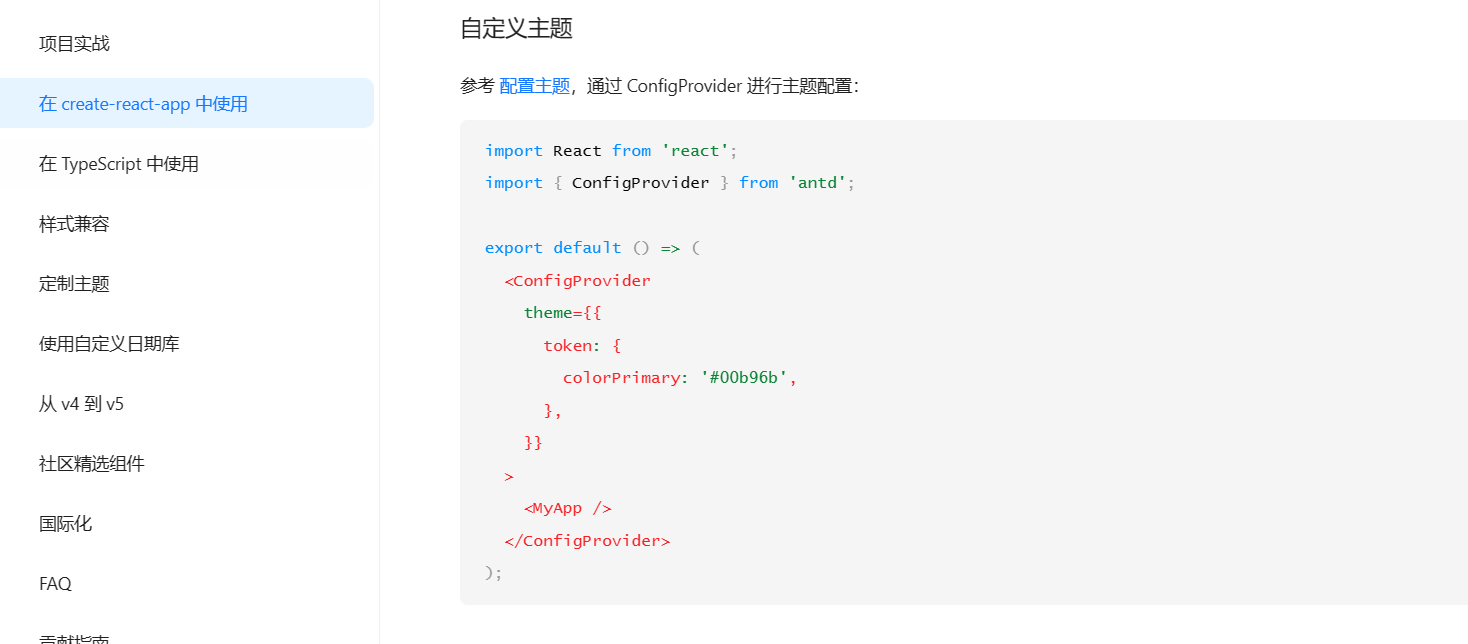 项目实战
在 create-react-app 中使用
在 TypeScript 中使用
样式兼容
定制主题
使用自定义日期库
从 v4 到 v5
社区精选组件
国际化
FAQ
贡献指南
自定义主题
参考 配置主题，通过 ConfigProvider 进行主题配置：
import React from 'react';
import { ConfigProvider } from 'antd';
export default () => (
  <ConfigProvider
    theme={{
      token: {
        colorPrimary: '#00b96b',
      },
    }}
  >
    <MyApp />
  </ConfigProvider>
);